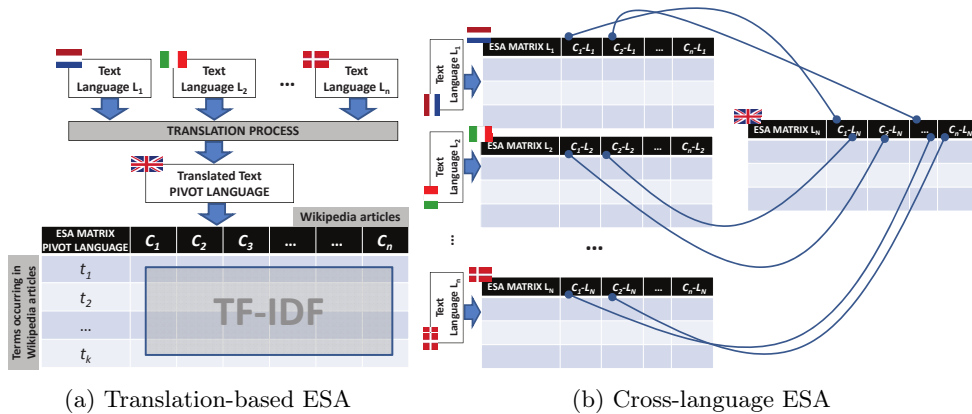 Text
Language L1
Text
Language L2
...
Text
Language Ln
TRANSLATION PROCESS
Translated Text
PIVOT LANGUAGE
Wikipedia articles
ESA MATRIX
PIVOT LANGUAGE
C1 C2 C3 ... ... Cn
Terms occurring in
Wikipedia articles
t1
t2
...
tk
TF-IDF
(a) Translation-based ESA
Text
Language L1
ESA MATRIX L1 C1-L1 C2-L1 ... Cn-L1
Text
Language L2
ESA MATRIX L2 C1-L2 C2-L2 ... Cn-L2
...
...
Text
Language Ln
ESA MATRIX LN C1-LN C2-LN ... Cn-LN
ESA MATRIX LN C1-LN C2-LN ... Cn-LN
(b) Cross-language ESA